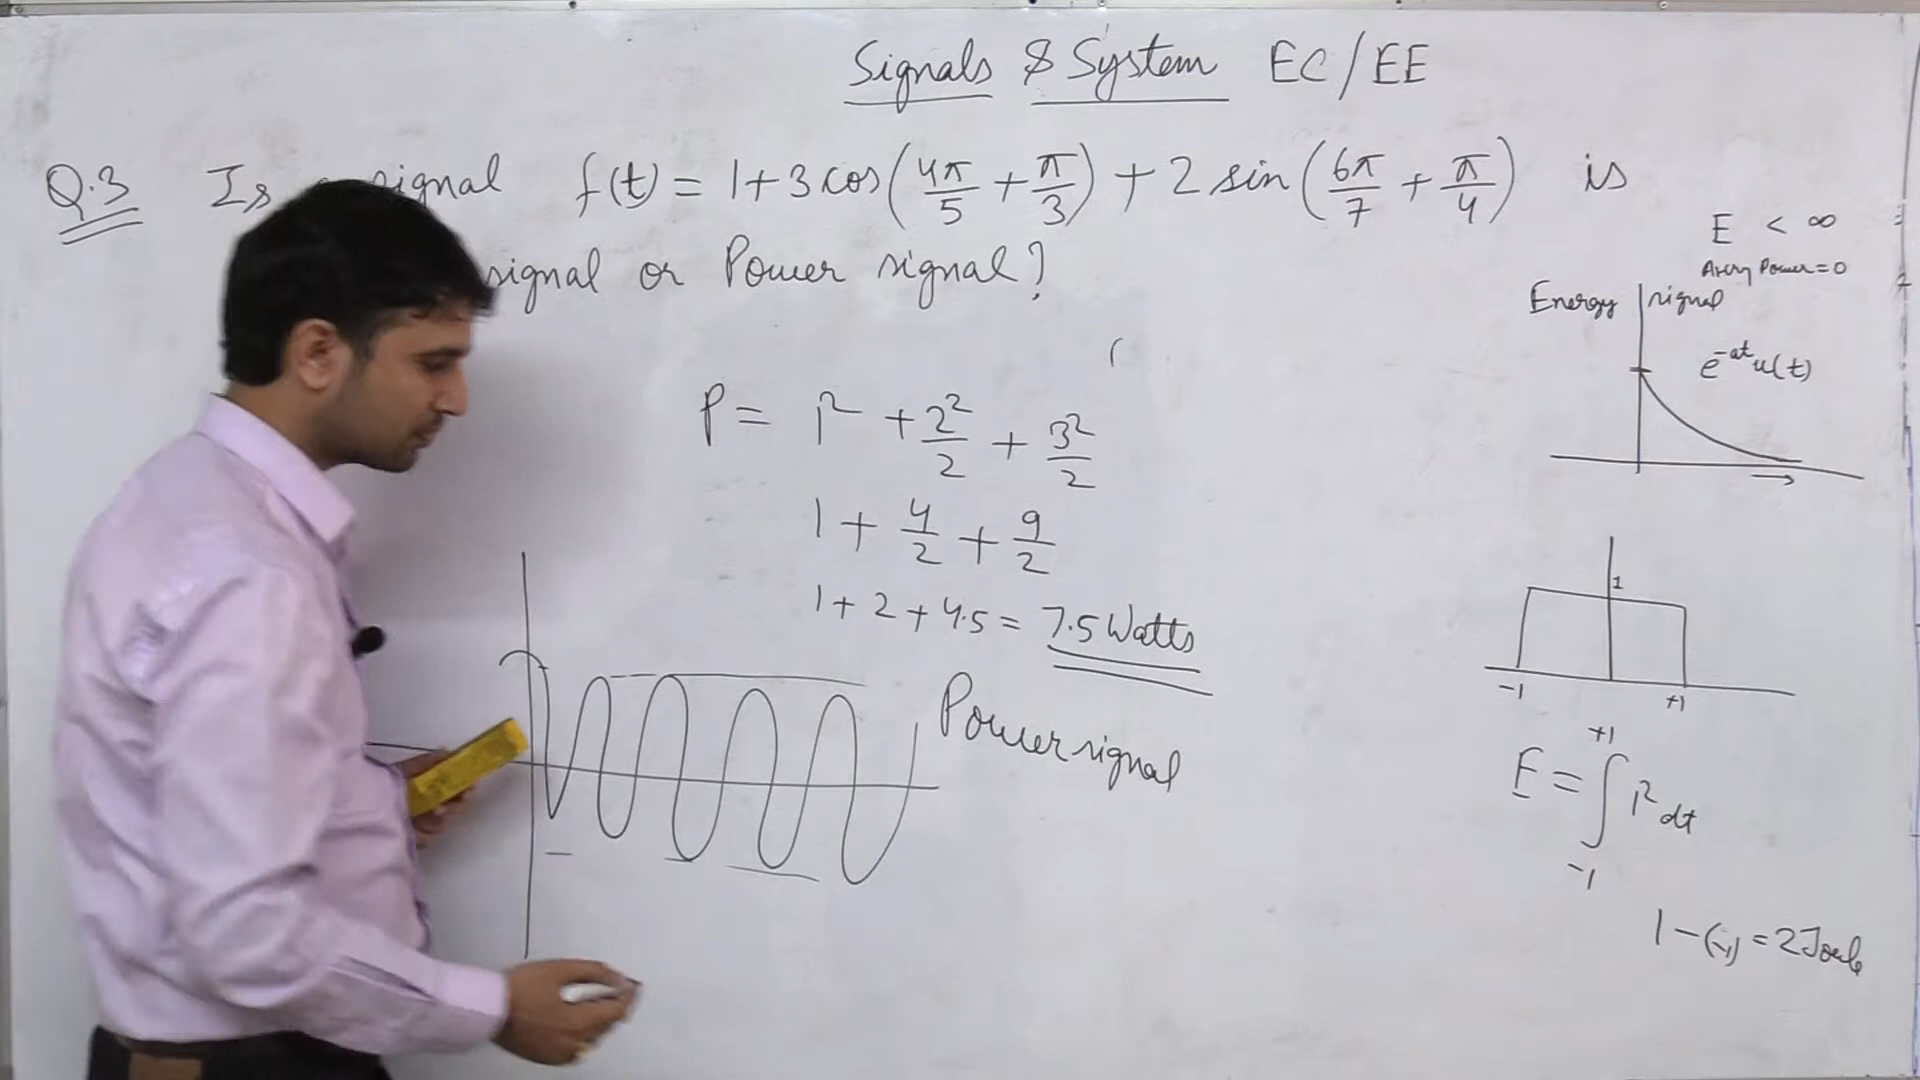 Signals & System EC/EE
Q.3 Is signal f(t) = 1+3 cos(4π/5 + π/3) + 2 sin(6π/7 + π/4) is
signal or Power signal?
E < ∞
Power = 0
Energy signal
e^-at u(t)
P = 1² + 2²/2 + 3²/2
1 + 4/2 + 9/2
1 + 2 + 4.5 = 7.5 Watts
Power signal
1
-1 +1
E = ∫ 1² dt
+1
-1
= 2 Joule